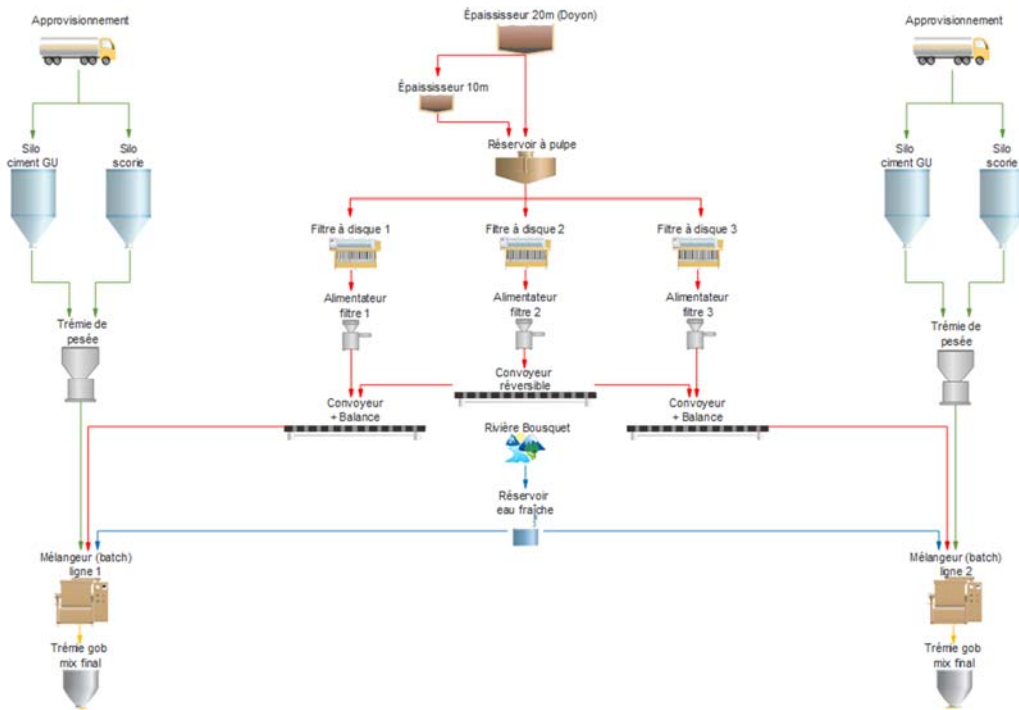 Approvisionnement
Épaississeur 20m (Doyon)
Approvisionnement
Épaississeur 10m
Réservoir à pulpe
Silo
ciment GU
Silo
scorie
Silo
ciment GU
Silo
scorie
Filtre à disque 1
Filtre à disque 2
Filtre à disque 3
Alimentateur
filtre 1
Alimentateur
filtre 2
Alimentateur
filtre 3
Trémie de
pesée
Trémie de
pesée
Convoyeur
réversible
Convoyeur
+ Balance
Convoyeur
+ Balance
Rivière Bousquet
Réservoir
eau fraîche
Mélangeur (batch)
ligne 1
Mélangeur (batch)
ligne 2
Trémie gob
mix final
Trémie gob
mix final